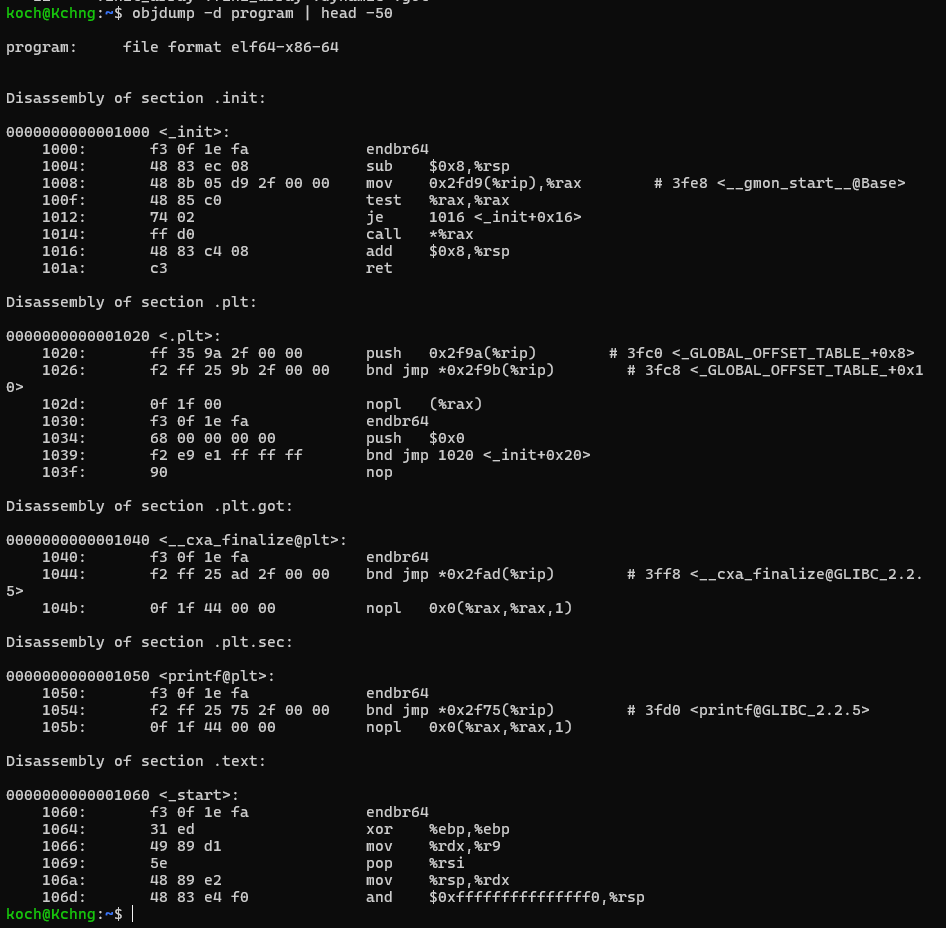 koch@Kchng:~$ objdump -d program | head -50

program:     file format elf64-x86-64


Disassembly of section .init:

0000000000001000 <_init>:
    1000:	f3 0f 1e fa          	endbr64
    1004:	48 83 ec 08          	sub    $0x8,%rsp
    1008:	48 8b 05 d9 2f 00 00 	mov    0x2fd9(%rip),%rax        # 3fe8 <__gmon_start__@Base>
    100f:	48 85 c0             	test   %rax,%rax
    1012:	74 02                	je     1016 <_init+0x16>
    1014:	ff d0                	call   *%rax
    1016:	48 83 c4 08          	add    $0x8,%rsp
    101a:	c3                   	ret

Disassembly of section .plt:

0000000000001020 <.plt>:
    1020:	ff 35 9a 2f 00 00    	push   0x2f9a(%rip)        # 3fc0 <_GLOBAL_OFFSET_TABLE_+0x8>
    1026:	f2 ff 25 9b 2f 00 00 	bnd jmp *0x2f9b(%rip)        # 3fc8 <_GLOBAL_OFFSET_TABLE_+0x1
0>
    102d:	0f 1f 00             	nopl   (%rax)
    1030:	f3 0f 1e fa          	endbr64
    1034:	68 00 00 00 00       	push   $0x0
    1039:	f2 e9 e1 ff ff ff    	bnd jmp 1020 <_init+0x20>
    103f:	90                   	nop

Disassembly of section .plt.got:

0000000000001040 <__cxa_finalize@plt>:
    1040:	f3 0f 1e fa          	endbr64
    1044:	f2 ff 25 ad 2f 00 00 	bnd jmp *0x2fad(%rip)        # 3ff8 <__cxa_finalize@GLIBC_2.2.
5>
    104b:	0f 1f 44 00 00       	nopl   0x0(%rax,%rax,1)

Disassembly of section .plt.sec:

0000000000001050 <printf@plt>:
    1050:	f3 0f 1e fa          	endbr64
    1054:	f2 ff 25 75 2f 00 00 	bnd jmp *0x2f75(%rip)        # 3fd0 <printf@GLIBC_2.2.5>
    105b:	0f 1f 44 00 00       	nopl   0x0(%rax,%rax,1)

Disassembly of section .text:

0000000000001060 <_start>:
    1060:	f3 0f 1e fa          	endbr64
    1064:	31 ed                	xor    %ebp,%ebp
    1066:	49 89 d1             	mov    %rdx,%r9
    1069:	5e                   	pop    %rsi
    106a:	48 89 e2             	mov    %rsp,%rdx
    106d:	48 83 e4 f0          	and    $0xfffffffffffffff0,%rsp
koch@Kchng:~$